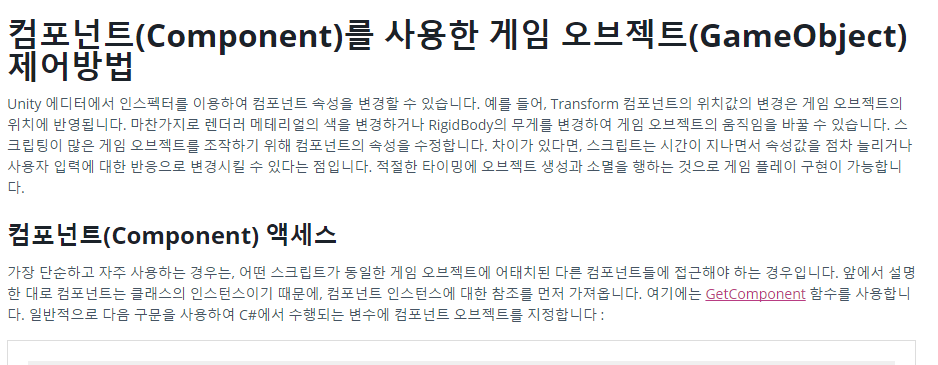 컴포넌트(Component)를 사용한 게임 오브젝트(GameObject)
제어방법
Unity 에디터에서 인스펙터를 이용하여 컴포넌트 속성을 변경할 수 있습니다. 예를 들어, Transform 컴포넌트의 위치값의 변경은 게임 오브젝트의
위치에 반영됩니다. 마찬가지로 렌더러 메테리얼의 색을 변경하거나 RigidBody의 무게를 변경하여 게임 오브젝트의 움직임을 바꿀 수 있습니다. 스
크립팅이 많은 게임 오브젝트를 조작하기 위해 컴포넌트의 속성을 수정합니다. 차이가 있다면, 스크립트는 시간이 지나면서 속성값을 점차 늘리거나
사용자 입력에 대한 반응으로 변경시킬 수 있다는 점입니다. 적절한 타이밍에 오브젝트 생성과 소멸을 행하는 것으로 게임 플레이 구현이 가능합니
다.
컴포넌트(Component) 액세스
가장 단순하고 자주 사용하는 경우는, 어떤 스크립트가 동일한 게임 오브젝트에 어태치된 다른 컴포넌트들에 접근해야 하는 경우입니다. 앞에서 설명
한 대로 컴포넌트는 클래스의 인스턴스이기 때문에, 컴포넌트 인스턴스에 대한 참조를 먼저 가져옵니다. 여기에는 GetComponent 함수를 사용합니
다. 일반적으로 다음 구문을 사용하여 C#에서 수행되는 변수에 컴포넌트 오브젝트를 지정합니다 :